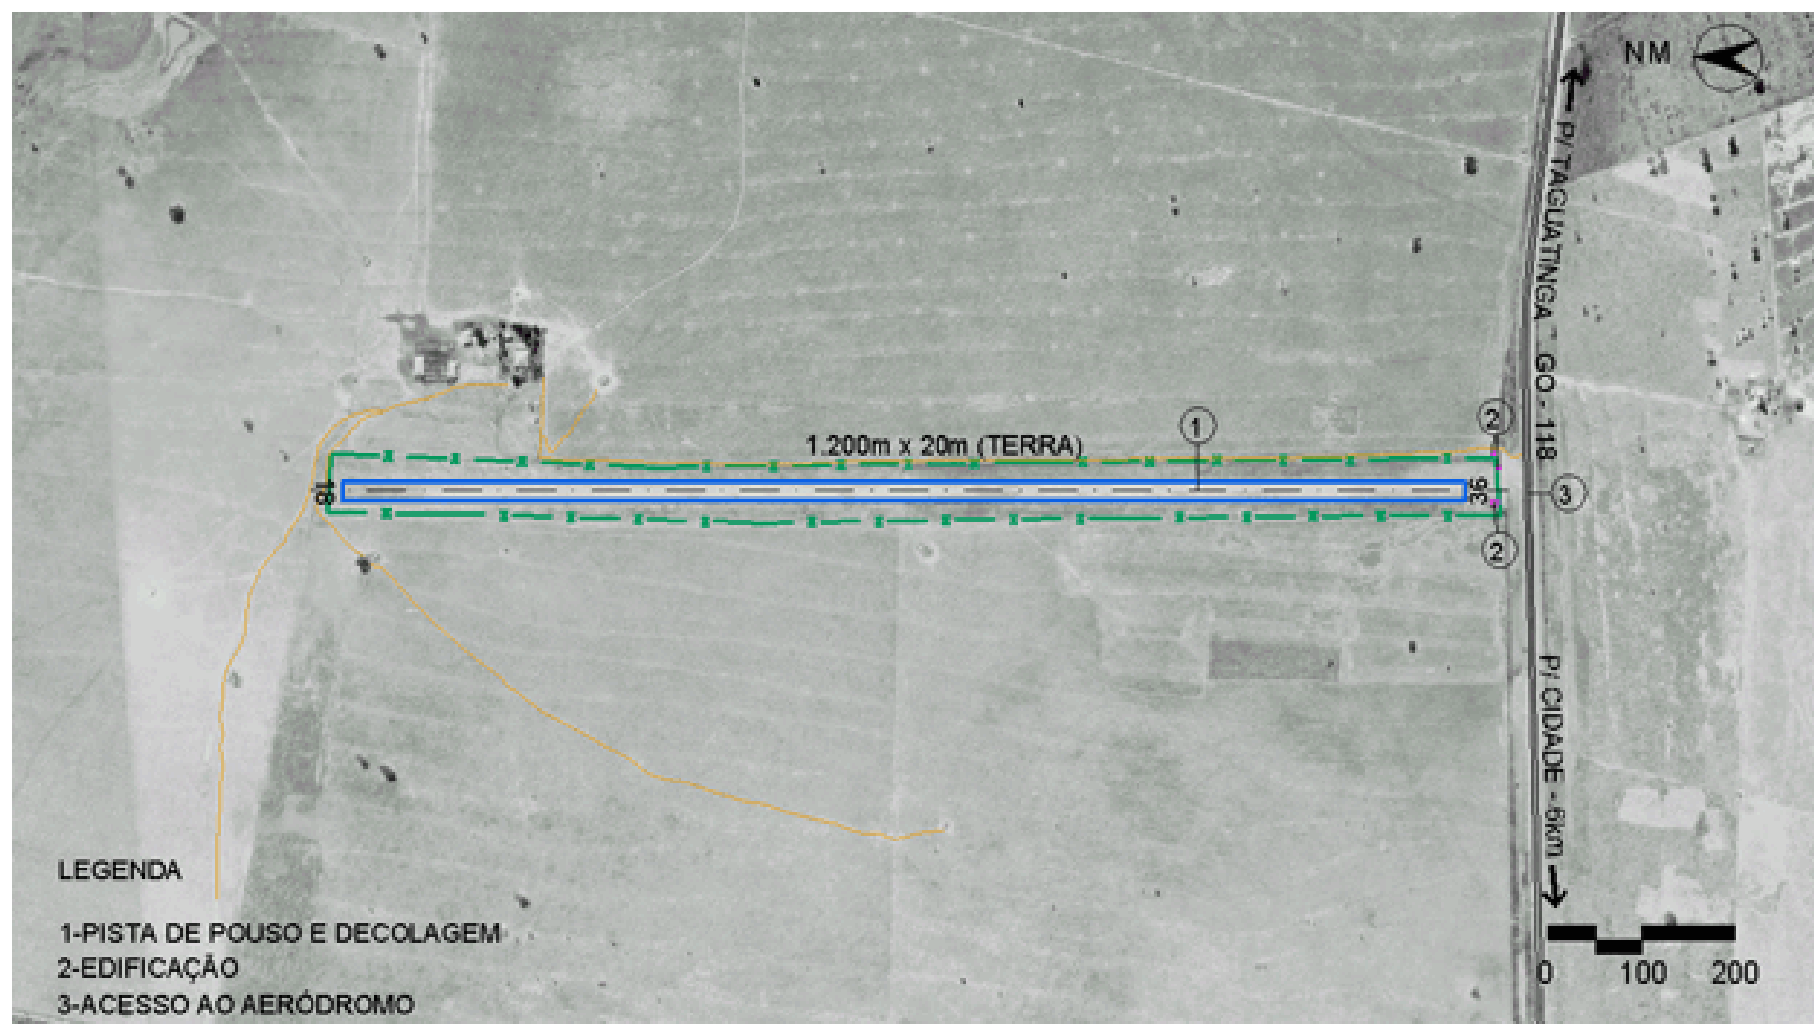 NM
P/ TAGUATINGA - GO - 118
1.200m x 20m (TERRA)
1
2
18
36
3
2
P/ CIDADE - 6km
LEGENDA
1-PISTA DE POUSO E DECOLAGEM
2-EDIFICAÇÃO
3-ACESSO AO AERÓDROMO
0 100 200